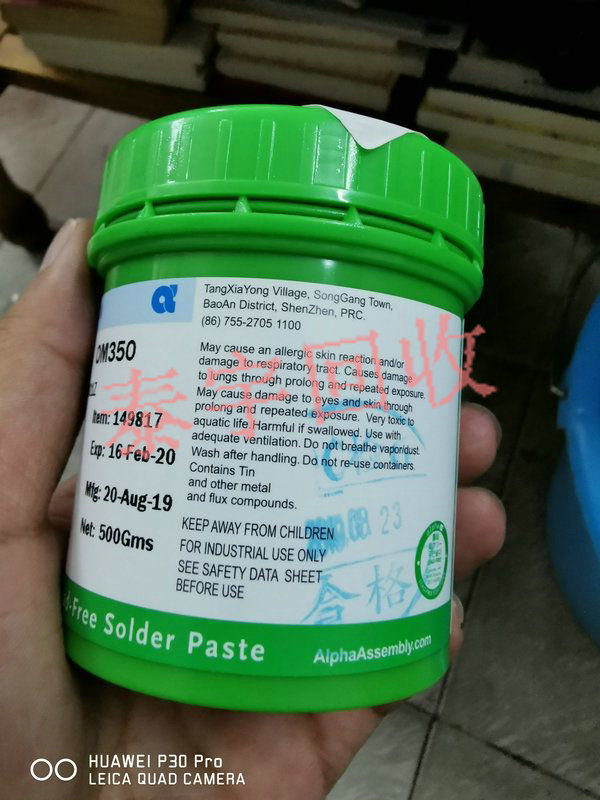 TangXiaYong Village, SongGang Town,
BaoAn District, ShenZhen, PRC.
(86) 755-2705 1100
OM350
May cause an allergic skin reaction and/or
damage to respiratory tract. Causes damage
to lungs through prolong and repeated exposure.
May cause damage to eyes and skin through
prolong and repeated exposure. Very toxic to
aquatic life. Harmful if swallowed. Use with
adequate ventilation. Do not breathe vapor/dust.
Wash after handling. Do not re-use containers.
Contains Tin
and other metal
and flux compounds.
Item: 149817
Exp: 16-Feb-20
Mfg: 20-Aug-19
Net: 500Gms
KEEP AWAY FROM CHILDREN
FOR INDUSTRIAL USE ONLY
SEE SAFETY DATA SHEET
BEFORE USE
08 23
合格
d-Free Solder Paste
AlphaAssembly.com
泰宇回收
HUAWEI P30 Pro
LEICA QUAD CAMERA